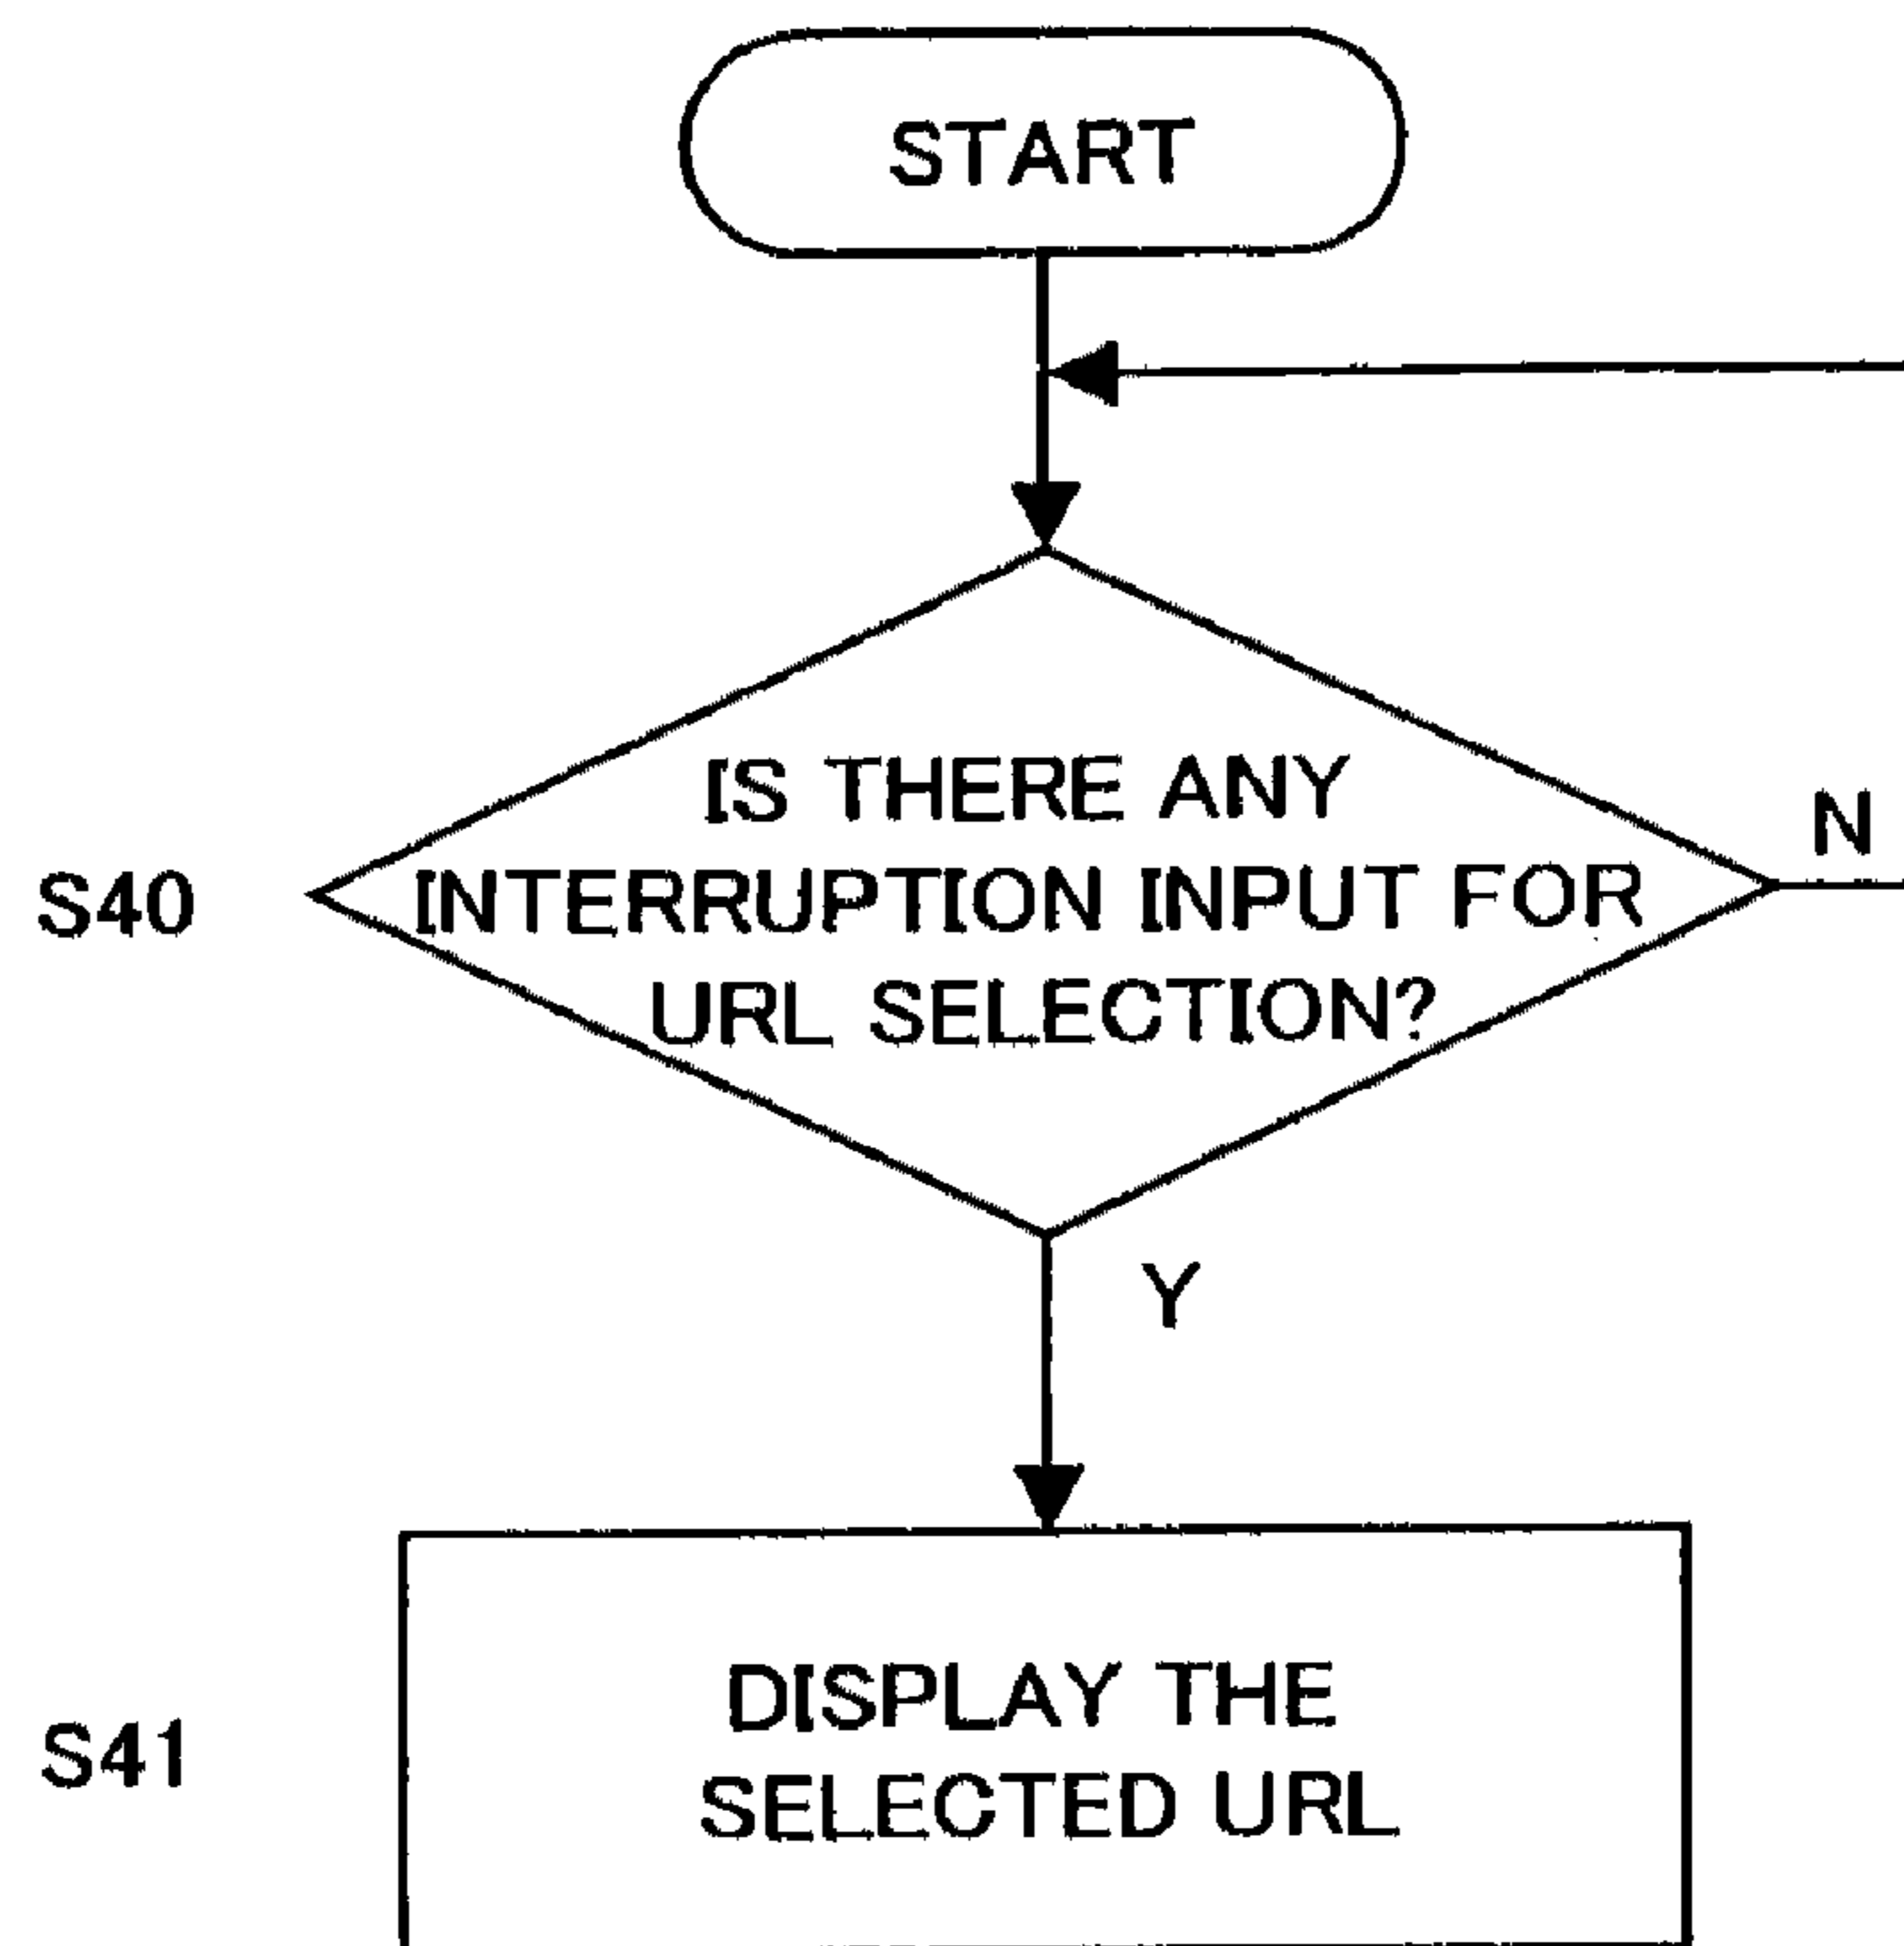 START
IS THERE ANY
N
S40
INTERRUPTION INPUT FOR
URL SELECTION?
Y
DISPLAY THE
S41
SELECTED URL